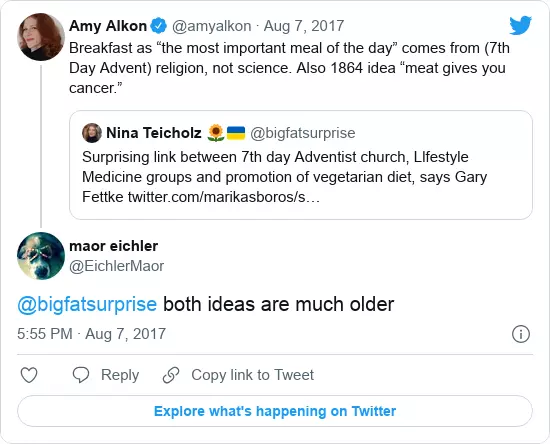 Amy Alkon @amyalkon · Aug 7, 2017
Breakfast as “the most important meal of the day” comes from (7th
Day Advent) religion, not science. Also 1864 idea “meat gives you
cancer.”
Nina Teicholz 🌻🇺🇦 @bigfatsurprise
Surprising link between 7th day Adventist church, LIfestyle
Medicine groups and promotion of vegetarian diet, says Gary
Fettke twitter.com/marikasboros/s…
maor eichler
@EichlerMaor
@bigfatsurprise both ideas are much older
5:55 PM · Aug 7, 2017
Reply Copy link to Tweet
Explore what's happening on Twitter